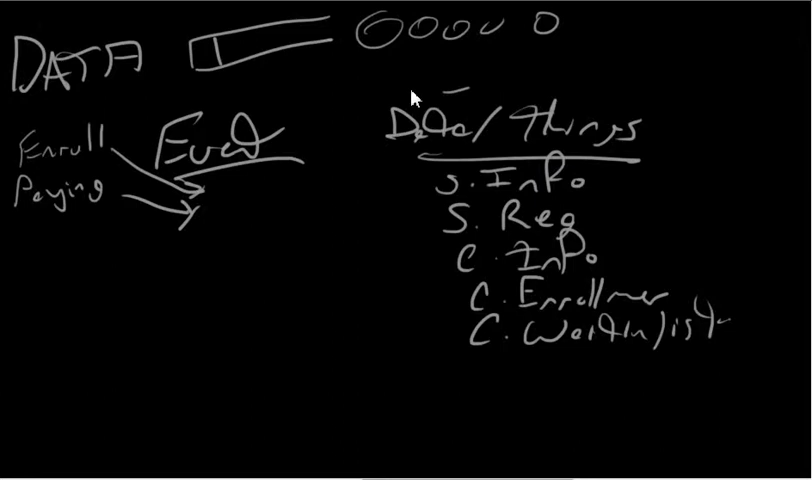 DATA
Enroll
Paying
Event
Data/Things
S. Info
S. Reg
C. Info
C. Enrollmen
C. Waitinlist